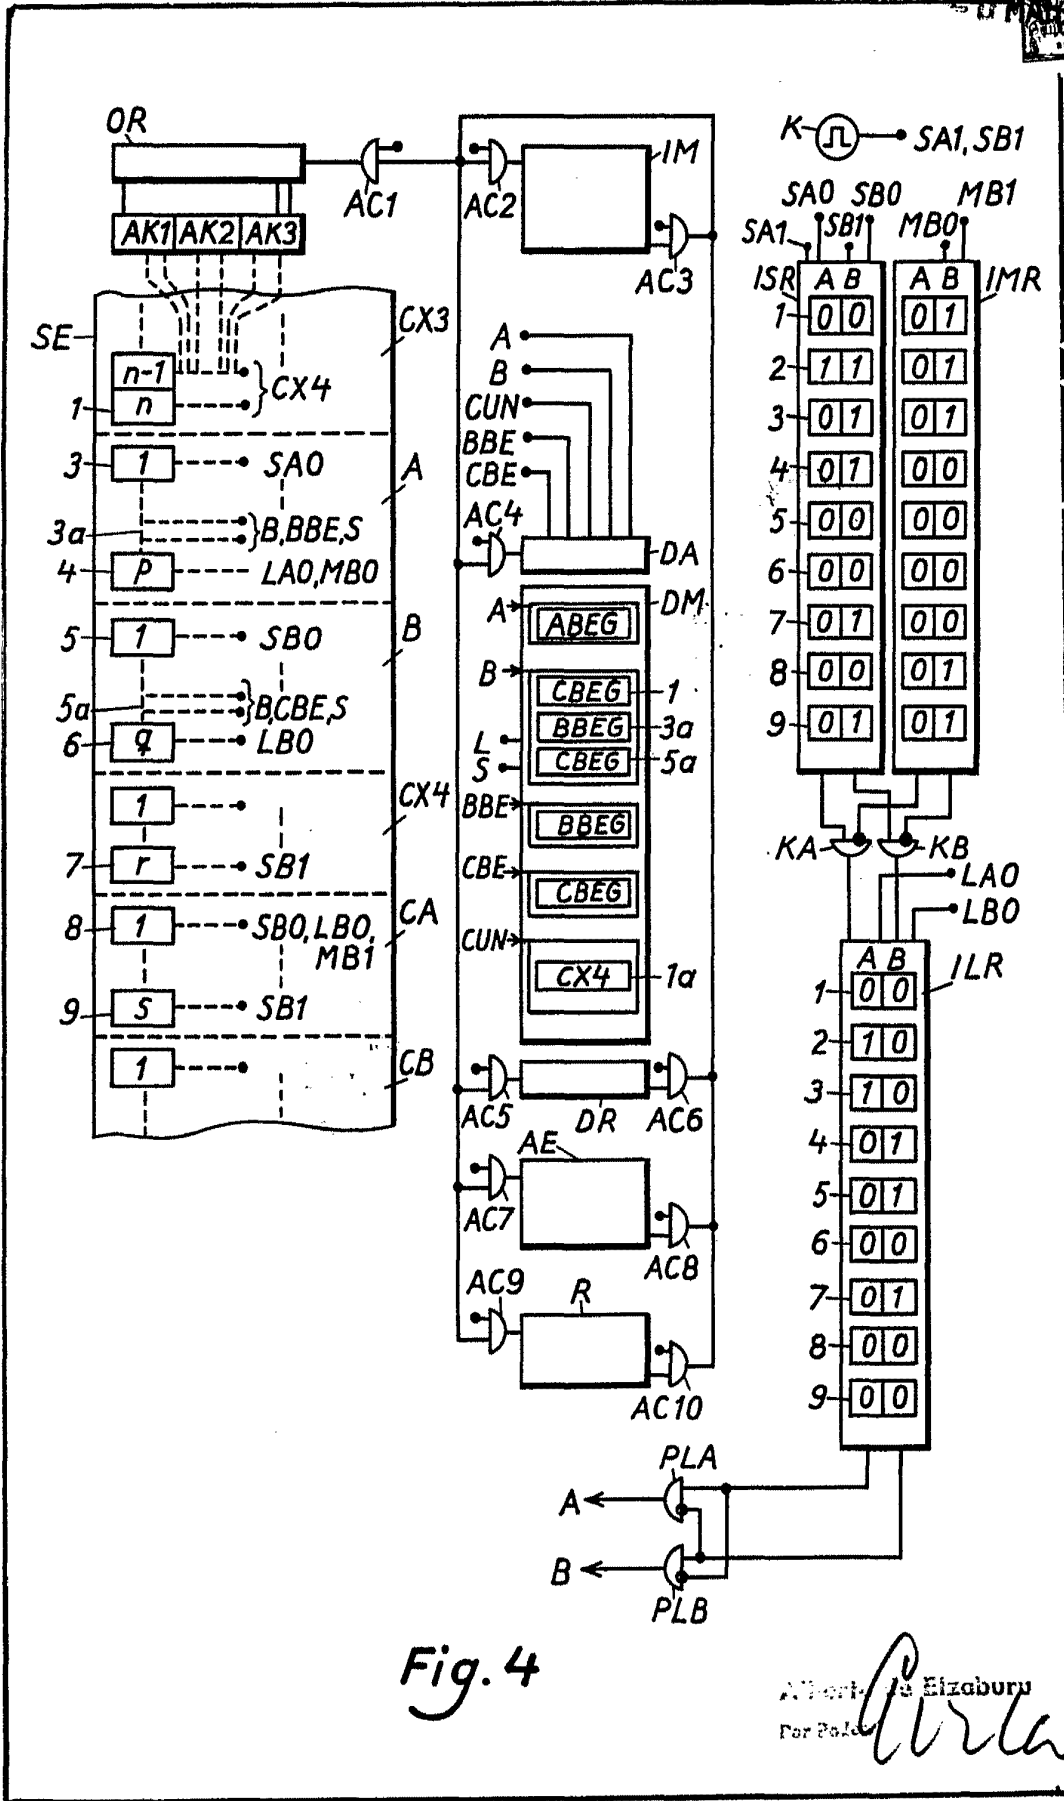 OR
AK1 AK2 AK3
AC1
AC2
IM
AC3
K
SA1, SB1
SA0 SB0 MB1
SA1 SB1 MB0
ISR A B A B IMR
1 0 0 0 1
2 1 1 0 1
3 0 1 0 1
4 0 1 0 0
5 0 0 0 0
6 0 0 0 0
7 0 1 0 0
8 0 0 0 1
9 0 1 0 1
KA KB
LA0
LB0
A B ILR
1 0 0
2 1 0
3 1 0
4 0 1
5 0 1
6 0 0
7 0 1
8 0 0
9 0 0
SE
CX3
n-1
1 n
CX4
3 1 SA0
A
3a B,BBE,S
4 p LA0,MB0
5 1 SB0
B
5a B,CBE,S
6 q LB0
1
CX4
7 r SB1
8 1 SB0,LB0,
MB1
CA
9 s SB1
1
CB
A
B
CUN
BBE
CBE
AC4
DA
A ABEG DM
B
CBEG 1
BBEG 3a
L
S
CBEG 5a
BBE BBEG
CBE CBEG
CUN
CX4 1a
AC5 DR AC6
AE
AC7
AC8
AC9 R
AC10
PLA
A
B
PLB
Fig. 4
Elzaburu